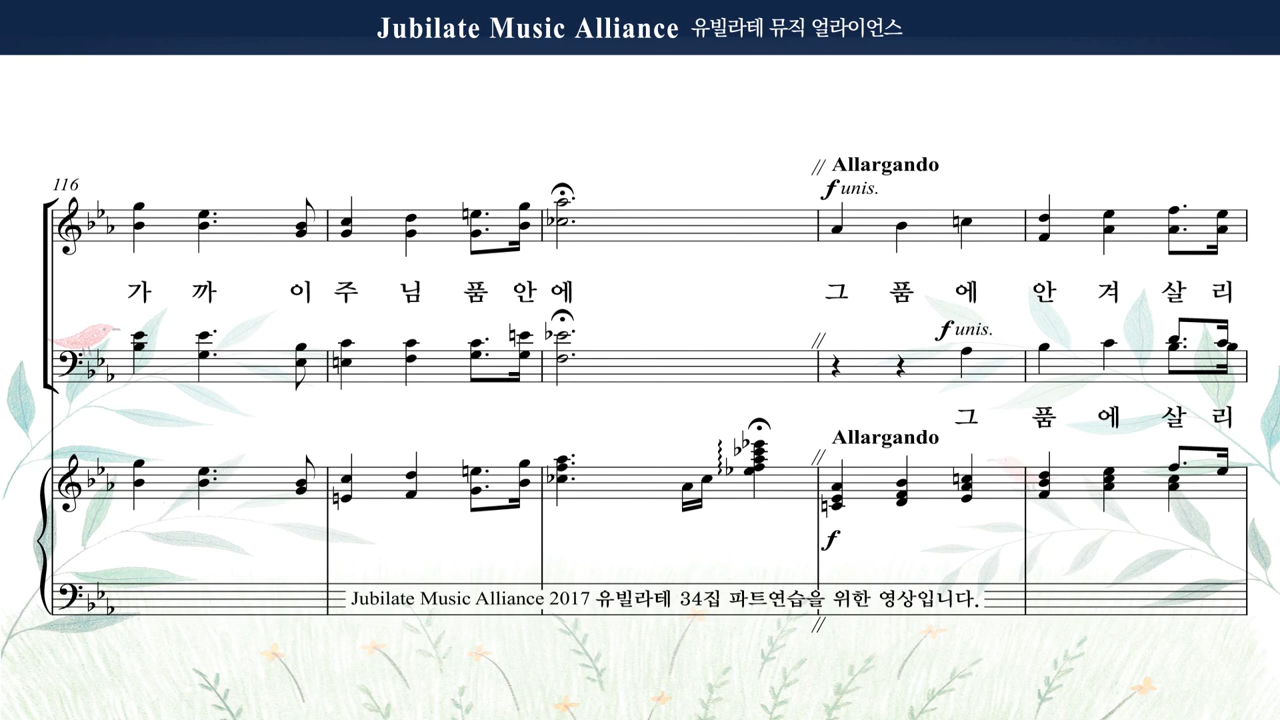 Jubilate Music Alliance 유빌라테 뮤직 얼라이언스
116
Allargando
f unis.
가 까 이 주 님 품 안 에 그 품 에 안 겨 살 리
f unis.
그 품 에 살 리
Allargando
f
Jubilate Music Alliance 2017 유빌라테 34집 파트연습을 위한 영상입니다.